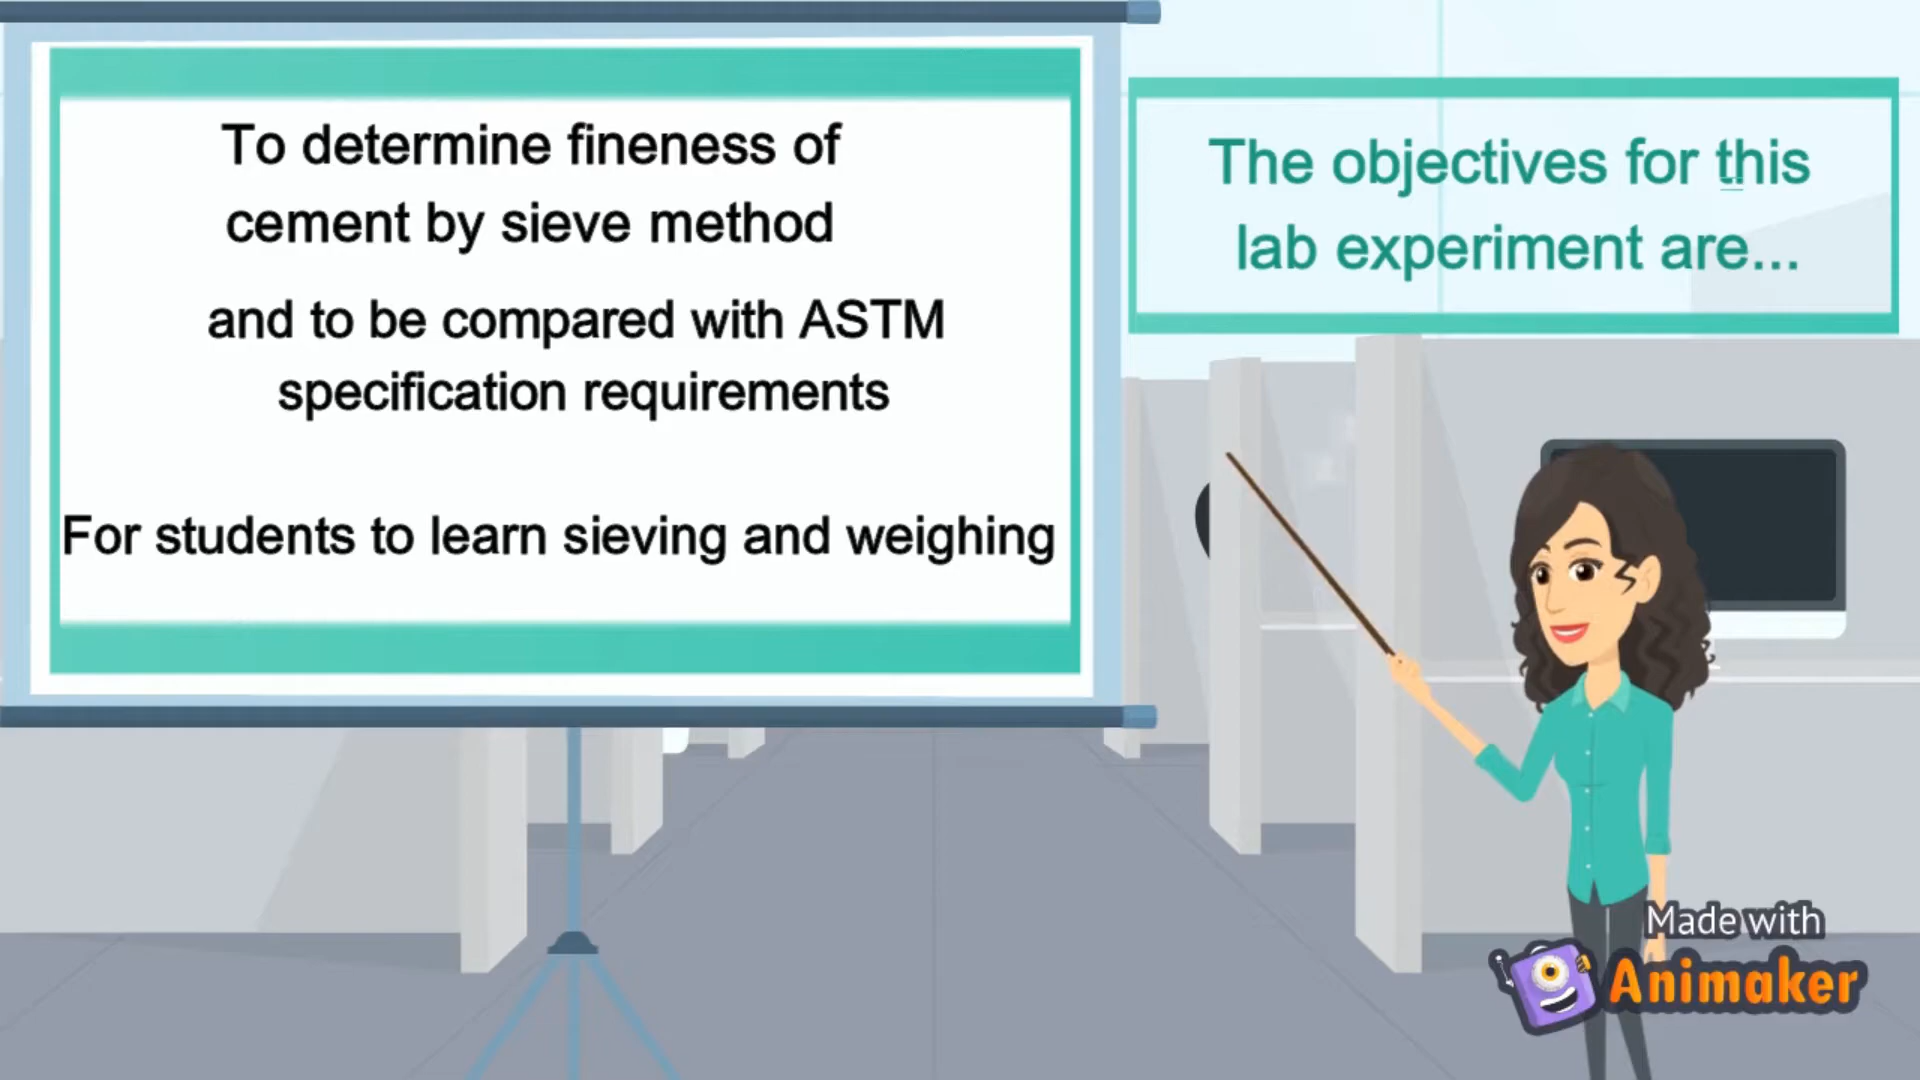 To determine fineness of
cement by sieve method
and to be compared with ASTM
specification requirements
For students to learn sieving and weighing
The objectives for this
lab experiment are...
Made with
Animaker